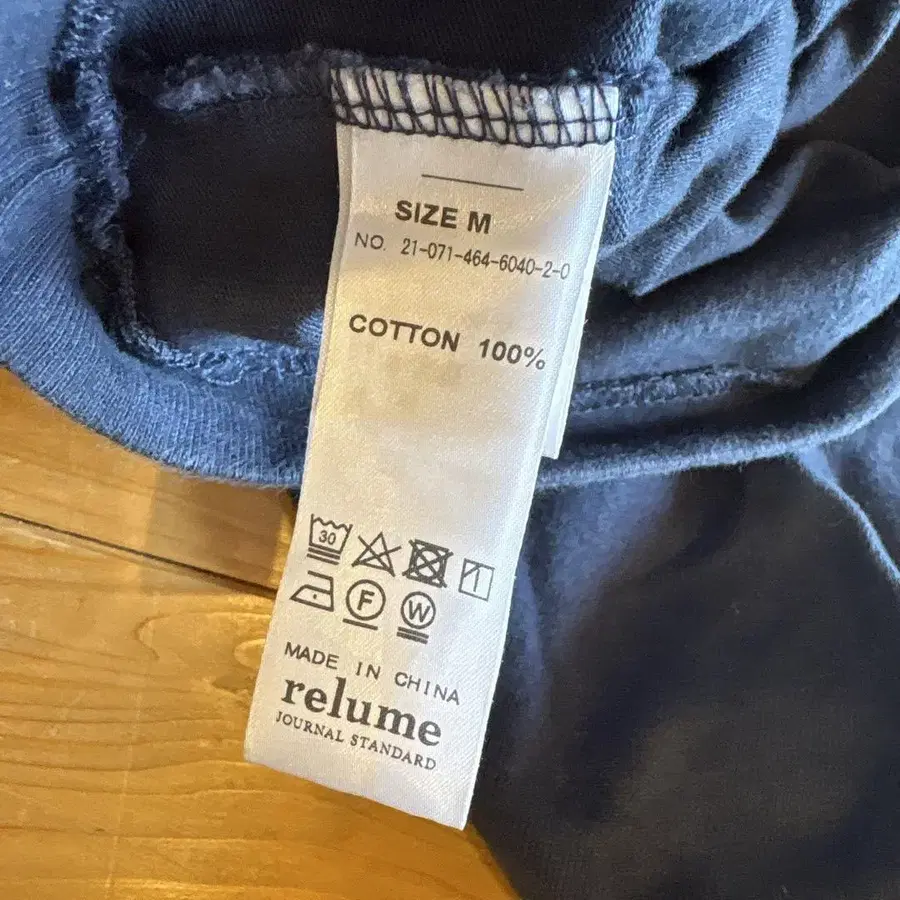 SIZE M
NO. 21-071-464-6040-2-0
COTTON 100%
30
F W
MADE IN CHINA
relume
JOURNAL STANDARD